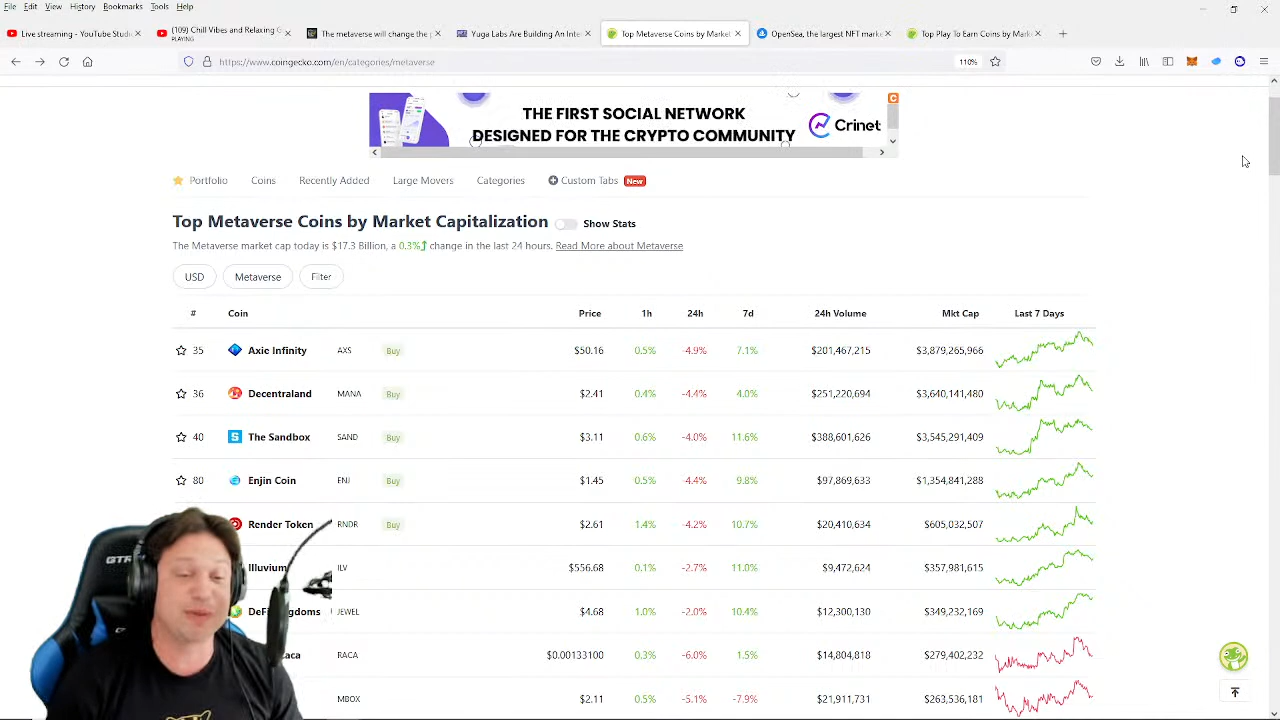 File Edit View History Bookmarks Tools Help
Live streaming - YouTube Stud
(109) Chill Vibes and Relaxing G
PLAYING
The metaverse will change the p
Yuga Labs Are Building An Inte
Top Metaverse Coins by Market
OpenSea, the largest NFT marke
Top Play To Earn Coins by Mark
https://www.coingecko.com/en/categories/metaverse
110%
THE FIRST SOCIAL NETWORK
DESIGNED FOR THE CRYPTO COMMUNITY
Crinet
Portfolio Coins Recently Added Large Movers Categories Custom Tabs New
Top Metaverse Coins by Market Capitalization Show Stats
The Metaverse market cap today is $17.3 Billion, a 0.3% change in the last 24 hours. Read More about Metaverse
USD Metaverse Filter
# Coin Price 1h 24h 7d 24h Volume Mkt Cap Last 7 Days
35 Axie Infinity AXS Buy $50.16 0.5% -4.9% 7.1% $201,467,215 $3,879,265,966
36 Decentraland MANA Buy $2.41 0.4% -4.4% 4.0% $251,220,694 $3,640,141,480
40 The Sandbox SAND Buy $3.11 0.6% -4.0% 11.6% $388,601,626 $3,545,291,409
80 Enjin Coin ENJ Buy $1.45 0.5% -4.4% 9.8% $97,869,633 $1,354,841,288
Render Token RNDR Buy $2.61 1.4% -4.2% 10.7% $20,410,634 $605,022,507
Illuvium ILV $556.68 0.1% -2.7% 11.0% $9,472,624 $357,981,615
JEWEL $4.68 1.0% -2.0% 10.4% $12,300,130 $349,232,169
RACA $0.00133100 0.3% -6.0% 1.5% $14,804,818 $279,402,232
MBOX $2.11 0.5% -5.1% -7.9% $21,911,731 $263,536,181